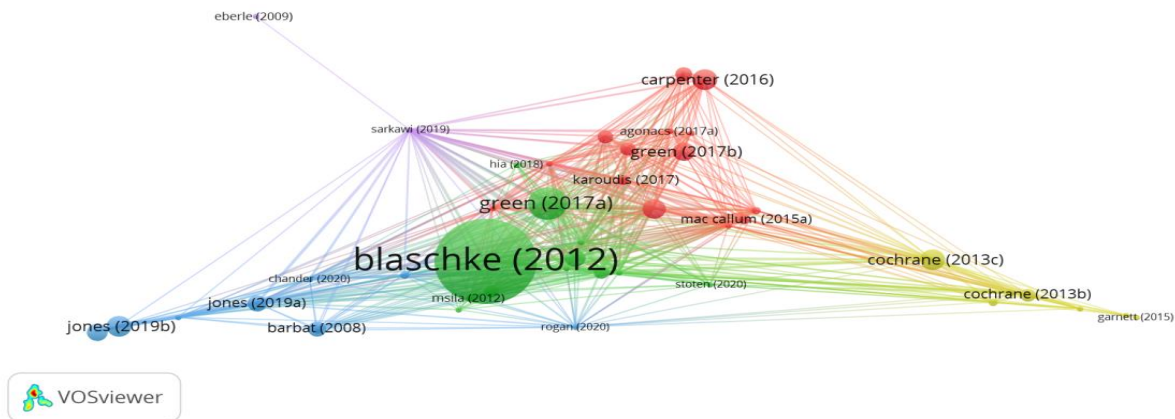 eberle (2009)
carpenter (2016)
sarkawi (2019)
agonacs (2017a)
green (2017b)
hia (2018)
karoudis (2017)
green (2017a)
mac callum (2015a)
blaschke (2012)
cochrane (2013c)
chander (2020)
stoten (2020)
msila (2012)
cochrane (2013b)
jones (2019a)
garnett (2015)
jones (2019b)
barbat (2008)
rogan (2020)
VOSviewer